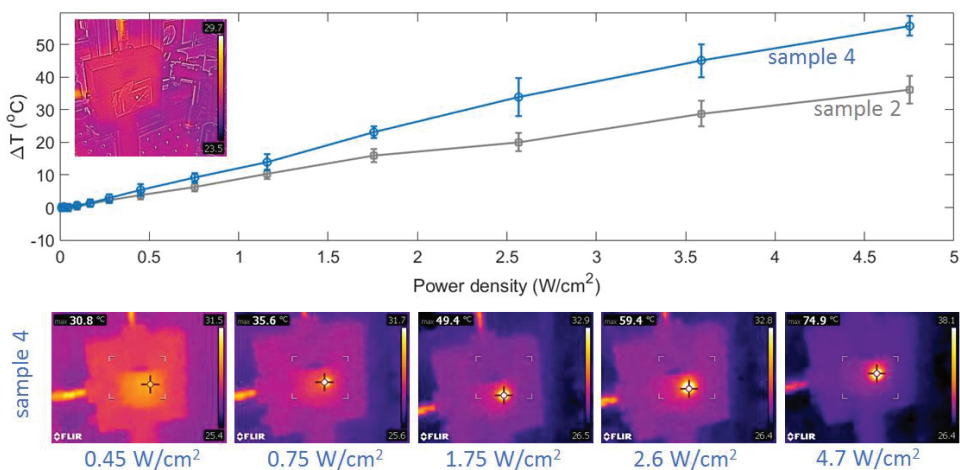 60
50
40
30
20
10
0
-10
ΔT (°C)
29.7
23.5
sample 4
sample 2
0 0.5 1 1.5 2 2.5 3 3.5 4 4.5 5
Power density (W/cm²)
sample 4
max 30.8 °C 31.5
25.4
◊FLIR
max 35.6 °C 31.7
25.6
◊FLIR
max 49.4 °C 32.9
26.5
◊FLIR
max 59.4 °C 32.8
26.4
◊FLIR
max 74.9 °C 38.1
26.4
◊FLIR
0.45 W/cm² 0.75 W/cm² 1.75 W/cm² 2.6 W/cm² 4.7 W/cm²